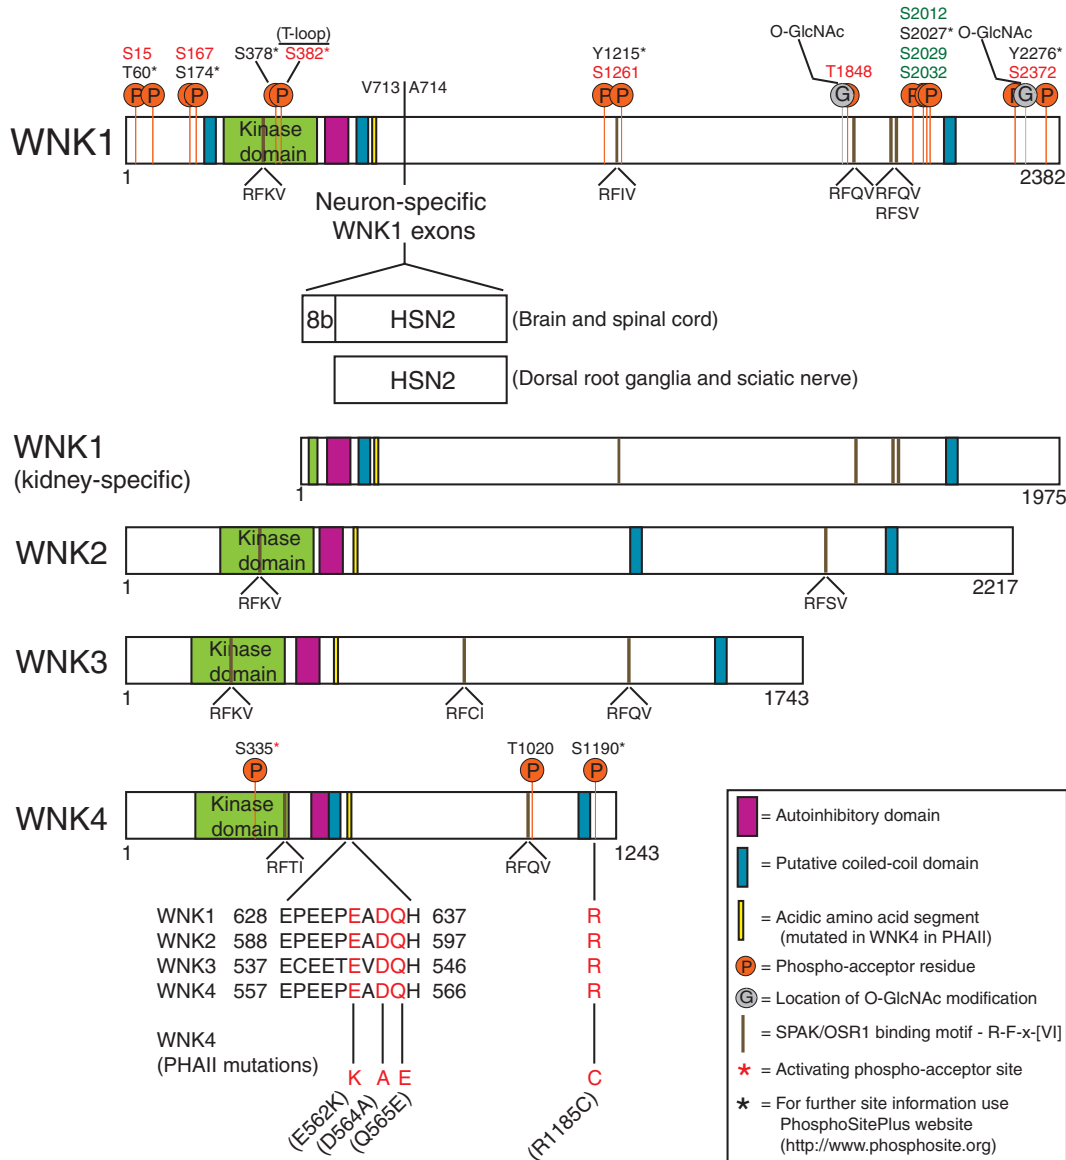 S15
T60*
S167
S174*
(T-loop)
S378* S382*
V713 A714
Y1215*
S1261
O-GlcNAc
T1848
S2012
S2027*
S2029
S2032
O-GlcNAc
Y2276*
S2372
P P P P P P P P G P P P P G P
WNK1
Kinase
domain
1
2382
RFKV
RFIV
RFQV
RFQV
RFSV
Neuron-specific
WNK1 exons
8b HSN2 (Brain and spinal cord)
HSN2 (Dorsal root ganglia and sciatic nerve)
WNK1
(kidney-specific)
1
1975
WNK2
Kinase
domain
1
2217
RFKV
RFSV
WNK3
Kinase
domain
1
1743
RFKV
RFCI
RFQV
S335*
T1020
S1190*
P P P
WNK4
Kinase
domain
1
1243
RFTI
RFQV
WNK1 628 EPEEPEADQH 637 R
WNK2 588 EPEEPEADQH 597 R
WNK3 537 ECEETEVDQH 546 R
WNK4 557 EPEEPEADQH 566 R
WNK4
(PHAII mutations)
K A E C
(E562K)
(D564A)
(Q565E)
(R1185C)
= Autoinhibitory domain
= Putative coiled-coil domain
= Acidic amino acid segment
(mutated in WNK4 in PHAII)
P = Phospho-acceptor residue
G = Location of O-GlcNAc modification
= SPAK/OSR1 binding motif - R-F-x-[VI]
* = Activating phospho-acceptor site
* = For further site information use
PhosphoSitePlus website
(http://www.phosphosite.org)